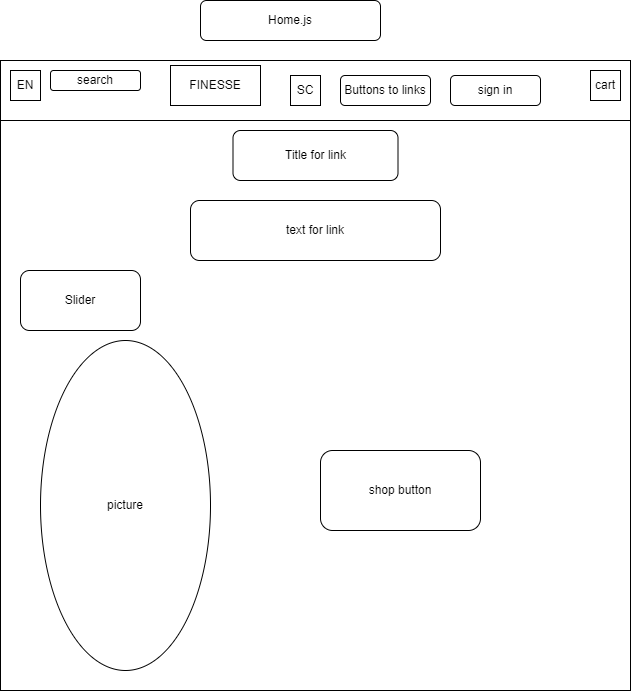 Home.js
EN
search
FINESSE
SC
Buttons to links
sign in
cart
Title for link
text for link
Slider
picture
shop button